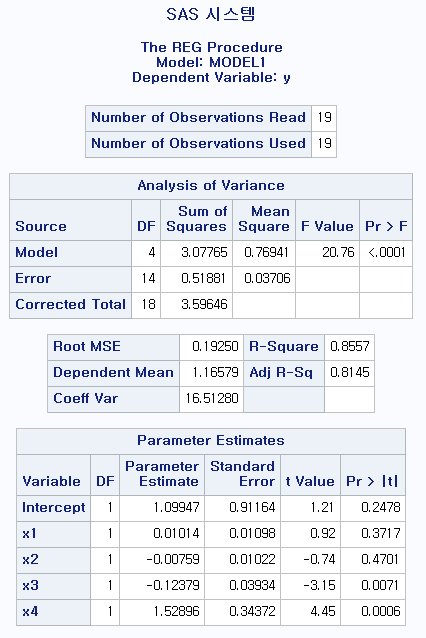 SAS 시스템
The REG Procedure
Model: MODEL1
Dependent Variable: y
Number of Observations Read 19
Number of Observations Used 19
Analysis of Variance
Source DF Sum of Squares Mean Square F Value Pr > F
Model 4 3.07765 0.76941 20.76 <.0001
Error 14 0.51881 0.03706
Corrected Total 18 3.59646
Root MSE 0.19250 R-Square 0.8557
Dependent Mean 1.16579 Adj R-Sq 0.8145
Coeff Var 16.51280
Parameter Estimates
Variable DF Parameter Estimate Standard Error t Value Pr > |t|
Intercept 1 1.09947 0.91164 1.21 0.2478
x1 1 0.01014 0.01098 0.92 0.3717
x2 1 -0.00759 0.01022 -0.74 0.4701
x3 1 -0.12379 0.03934 -3.15 0.0071
x4 1 1.52896 0.34372 4.45 0.0006